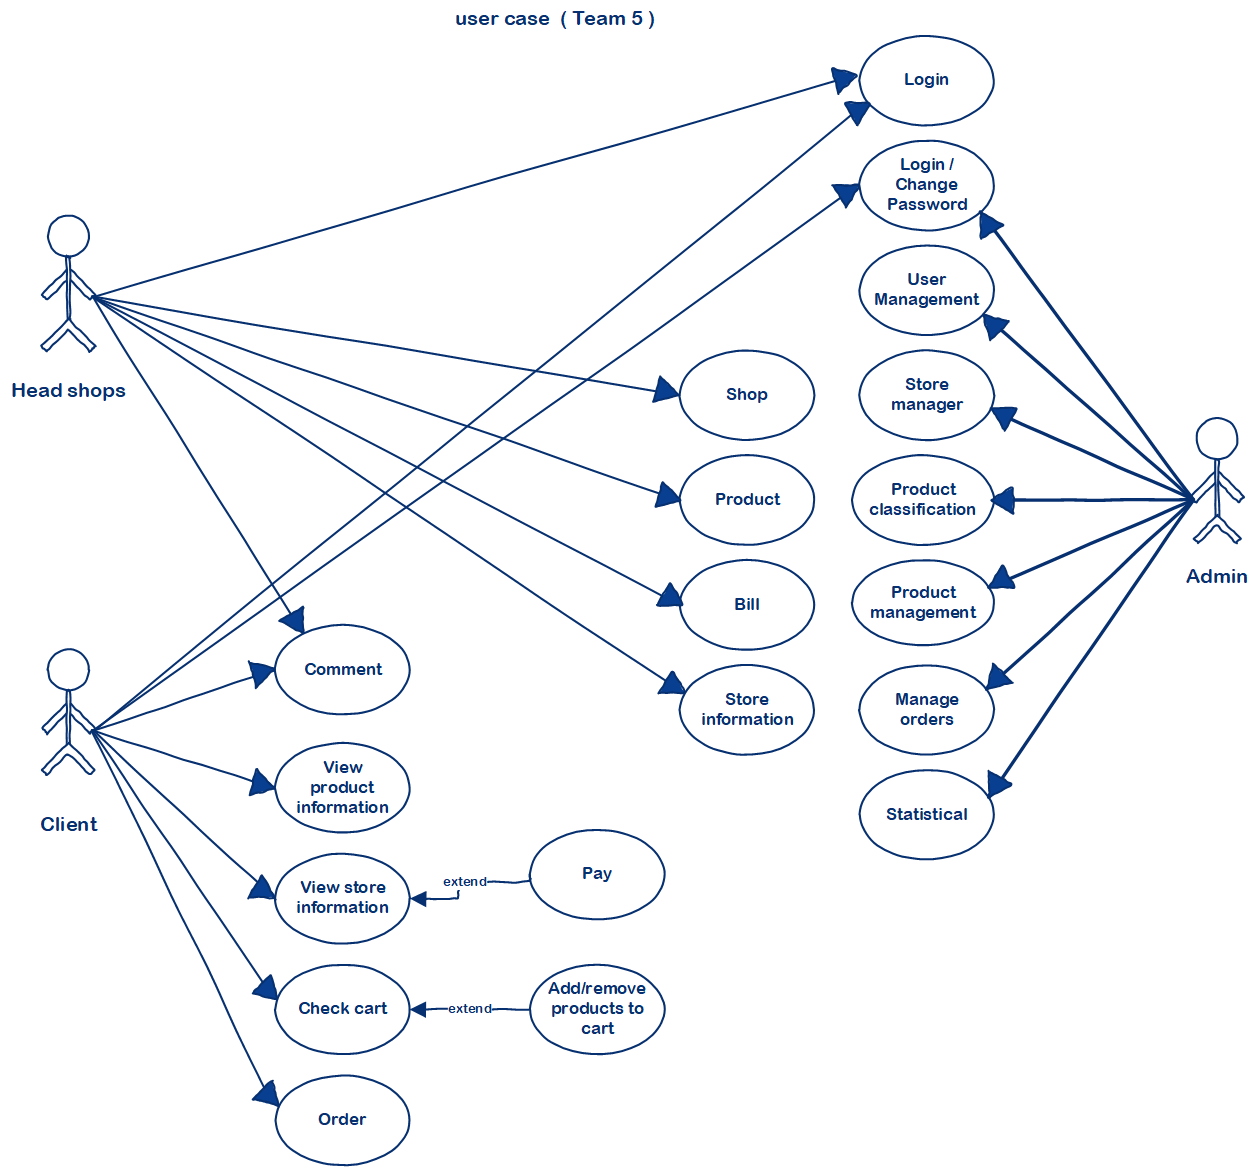 user case ( Team 5 )
Login
Login /
Change
Password
User
Management
Head shops
Shop
Store
manager
Product
Product
classification
Admin
Bill
Product
management
Comment
Store
information
Manage
orders
View
product
information
Client
Statistical
View store
information
extend
Pay
Check cart
extend
Add/remove
products to
cart
Order